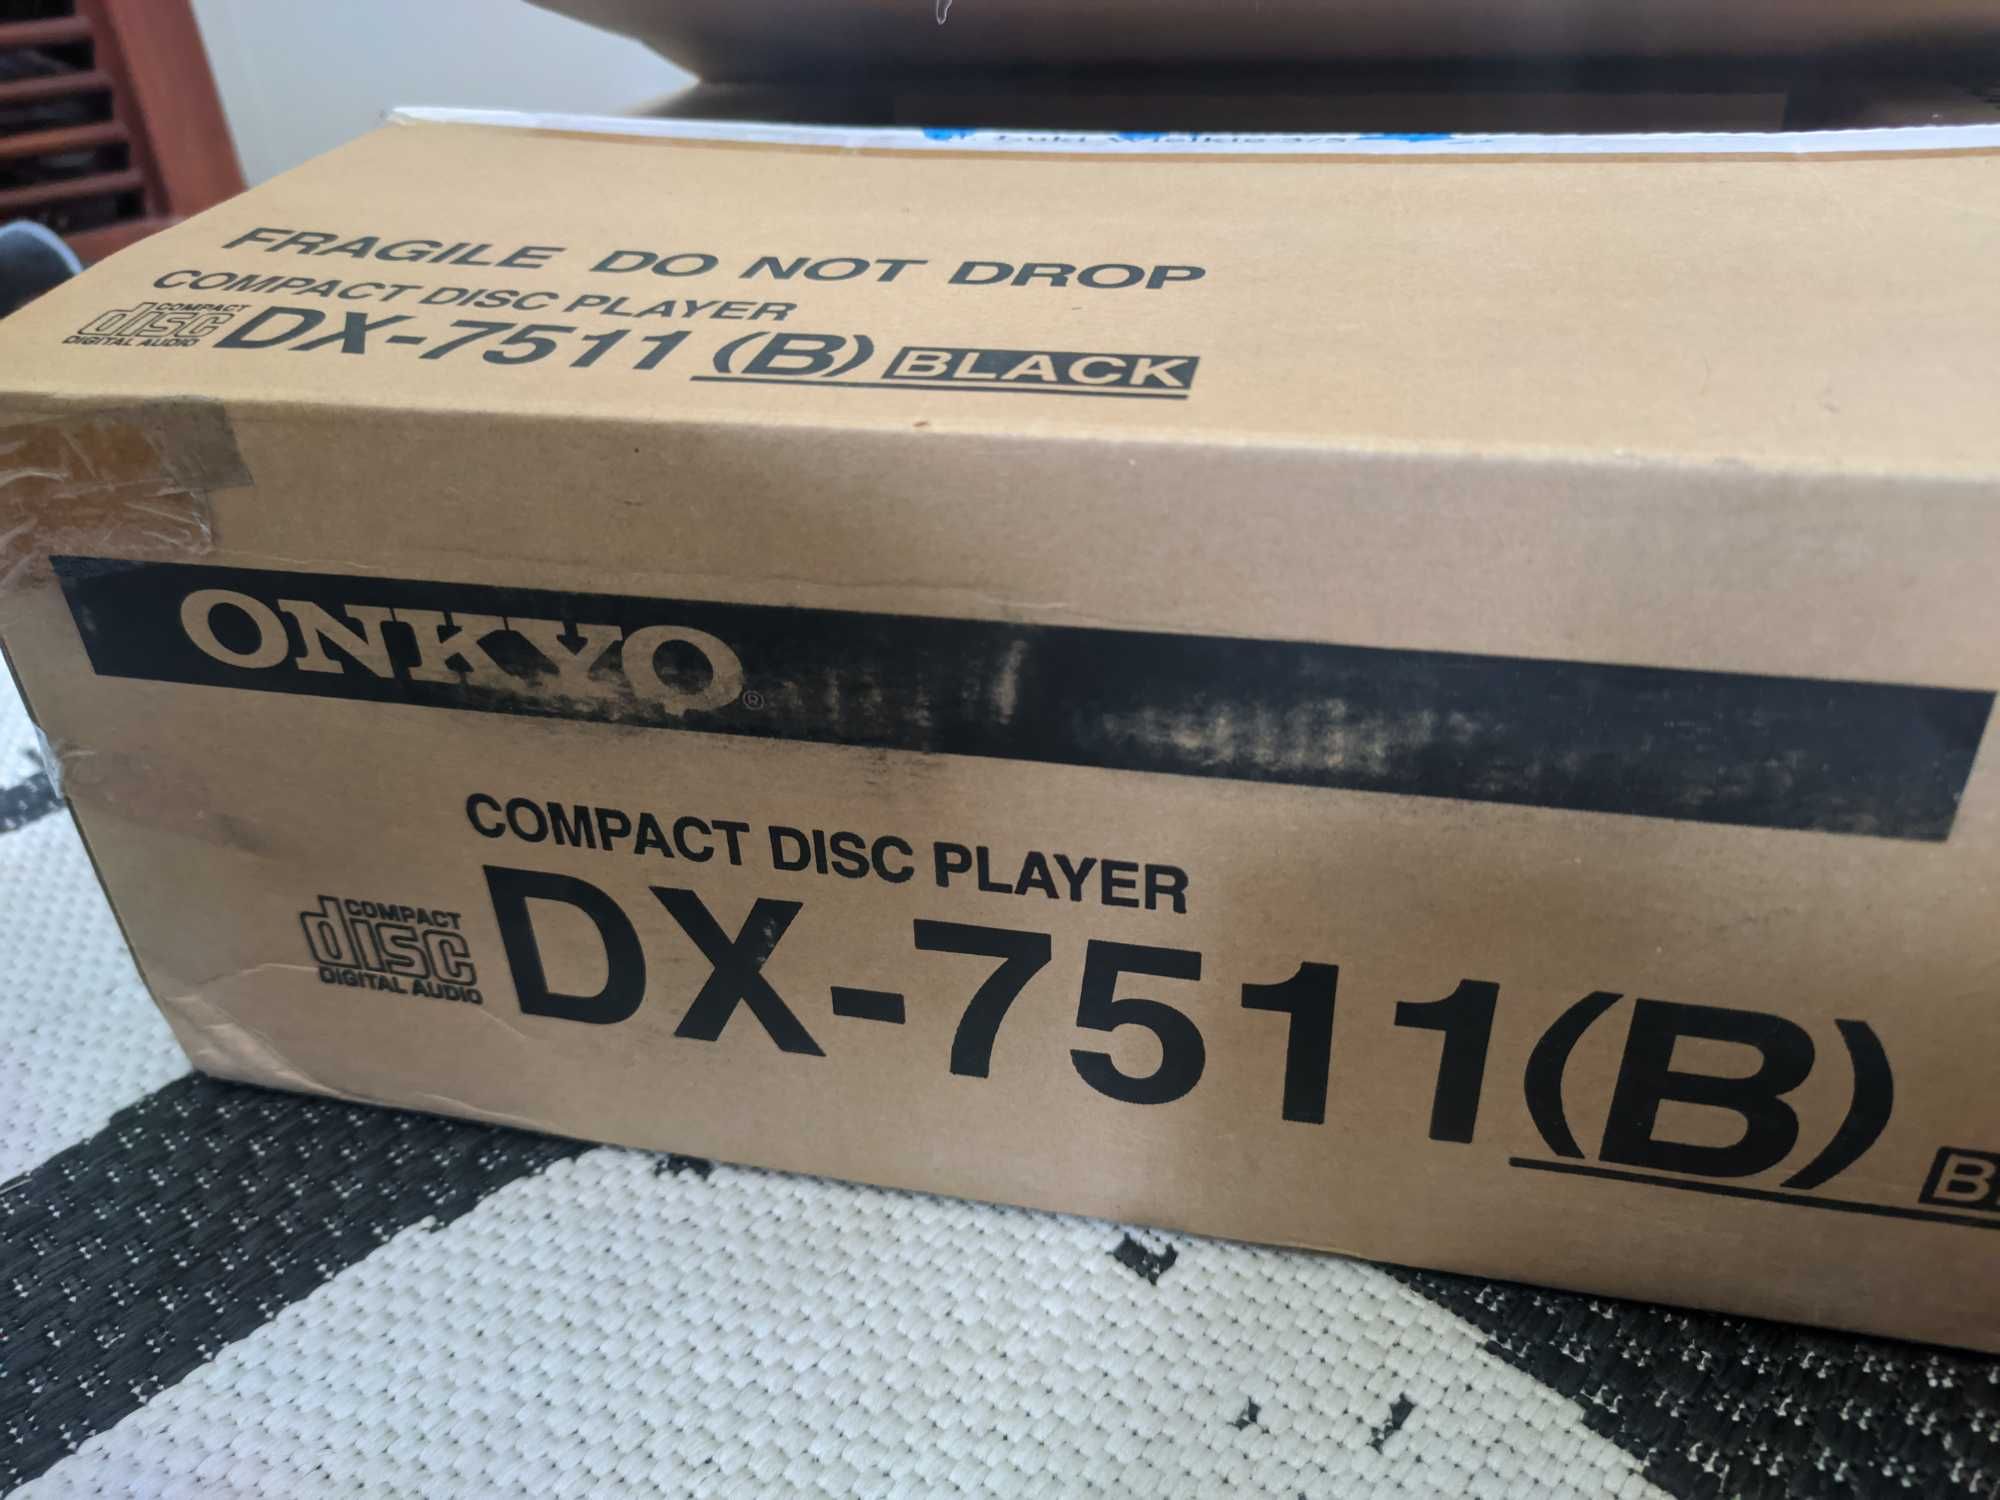 FRAGILE DO NOT DROP
COMPACT DISC PLAYER
COMPACT disc DIGITAL AUDIO DX-7511 (B) BLACK
ONKYO®
COMPACT DISC PLAYER
COMPACT disc DIGITAL AUDIO DX-7511(B)